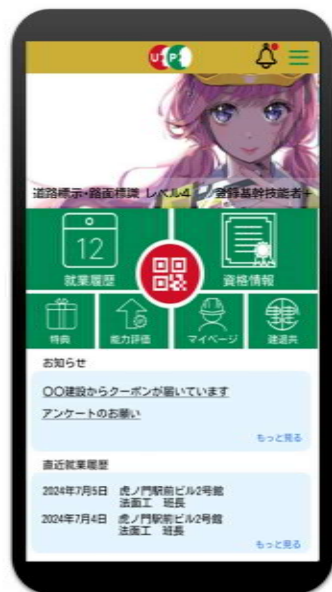 U P
道路標示・路面標識 レベル4 / 登録基幹技能者+
12
就業履歴
資格情報
特典
能力評価
マイページ
建退共
お知らせ
〇〇建設からクーポンが届いています
アンケートのお願い
もっと見る
直近就業履歴
2024年7月5日 虎ノ門駅前ビル2号館
法面工 班長
2024年7月4日 虎ノ門駅前ビル2号館
法面工 班長
もっと見る